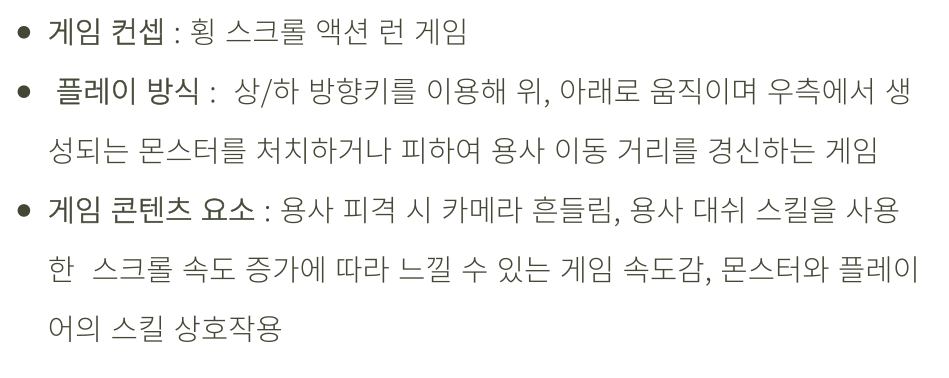 ● 게임 컨셉 : 횡 스크롤 액션 런 게임
● 플레이 방식 : 상/하 방향키를 이용해 위, 아래로 움직이며 우측에서 생
성되는 몬스터를 처치하거나 피하여 용사 이동 거리를 경신하는 게임
● 게임 콘텐츠 요소 : 용사 피격 시 카메라 흔들림, 용사 대쉬 스킬을 사용
한 스크롤 속도 증가에 따라 느낄 수 있는 게임 속도감, 몬스터와 플레이
어의 스킬 상호작용